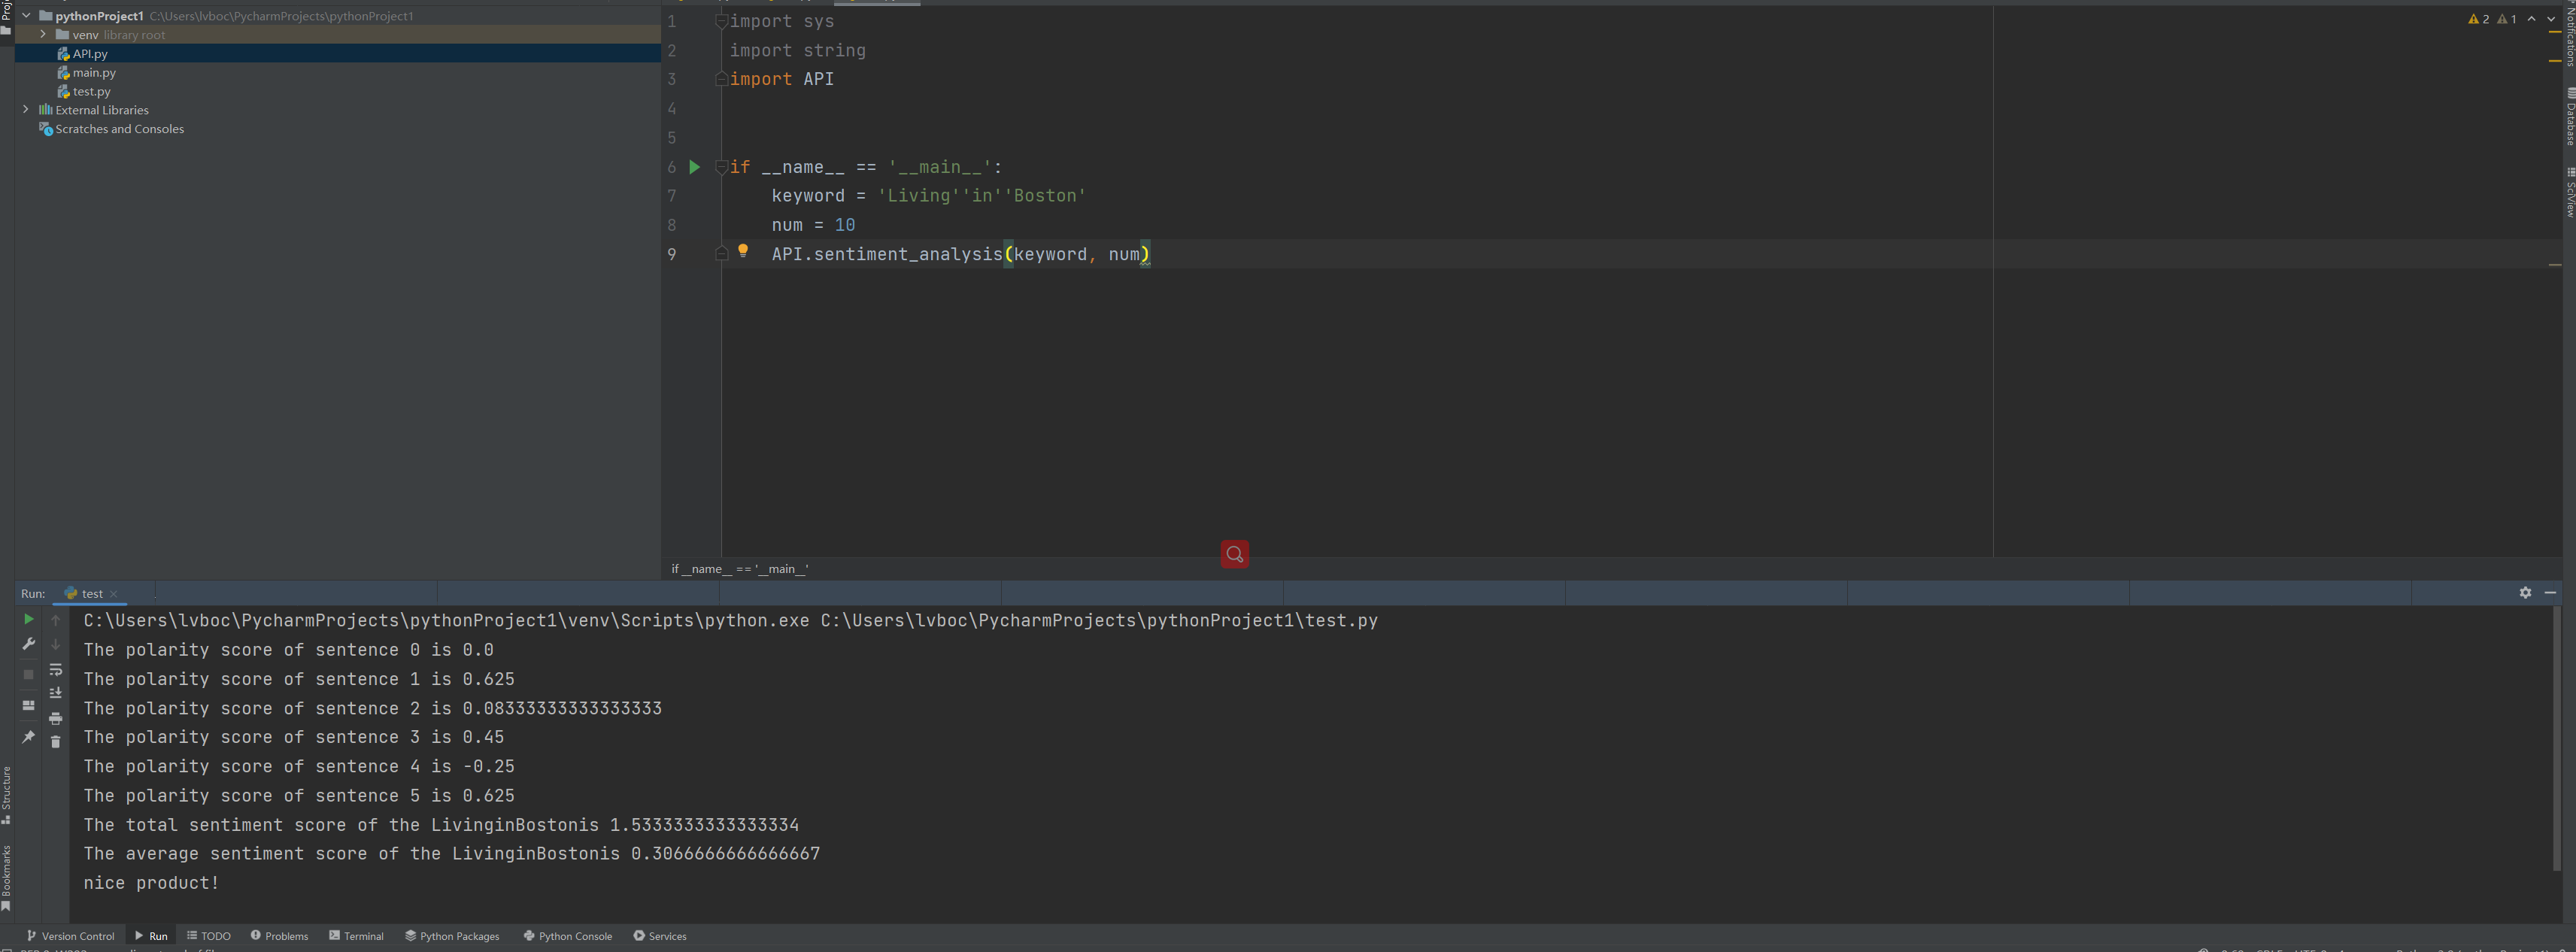 Proj
pythonProject1 C:\Users\lvboc\PycharmProjects\pythonProject1
venv library root
API.py
main.py
test.py
External Libraries
Scratches and Consoles
1 import sys
2 import string
3 import API
4
5
6 if __name__ == '__main__':
7 keyword = 'Living''in''Boston'
8 num = 10
9 API.sentiment_analysis(keyword, num)
2 1
Notifications
Database
SciView
if __name__ == '__main__'
Run: test
C:\Users\lvboc\PycharmProjects\pythonProject1\venv\Scripts\python.exe C:\Users\lvboc\PycharmProjects\pythonProject1\test.py
The polarity score of sentence 0 is 0.0
The polarity score of sentence 1 is 0.625
The polarity score of sentence 2 is 0.08333333333333333
The polarity score of sentence 3 is 0.45
The polarity score of sentence 4 is -0.25
The polarity score of sentence 5 is 0.625
The total sentiment score of the LivinginBostonis 1.5333333333333334
The average sentiment score of the LivinginBostonis 0.3066666666666667
nice product!
Structure
Bookmarks
Version Control Run TODO Problems Terminal Python Packages Python Console Services